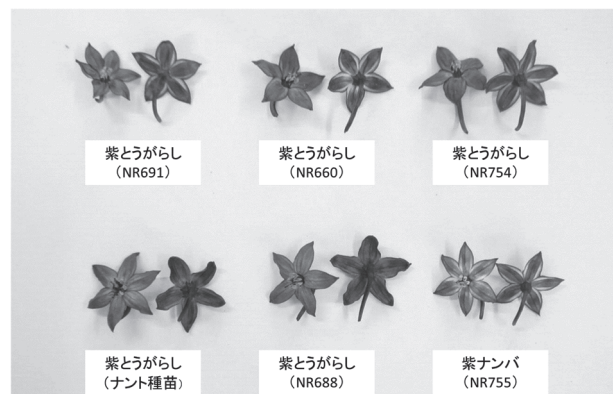 紫とうがらし
（NR691）
紫とうがらし
（NR660）
紫とうがらし
（NR754）
紫とうがらし
（ナント種苗）
紫とうがらし
（NR688）
紫ナンバ
（NR755）